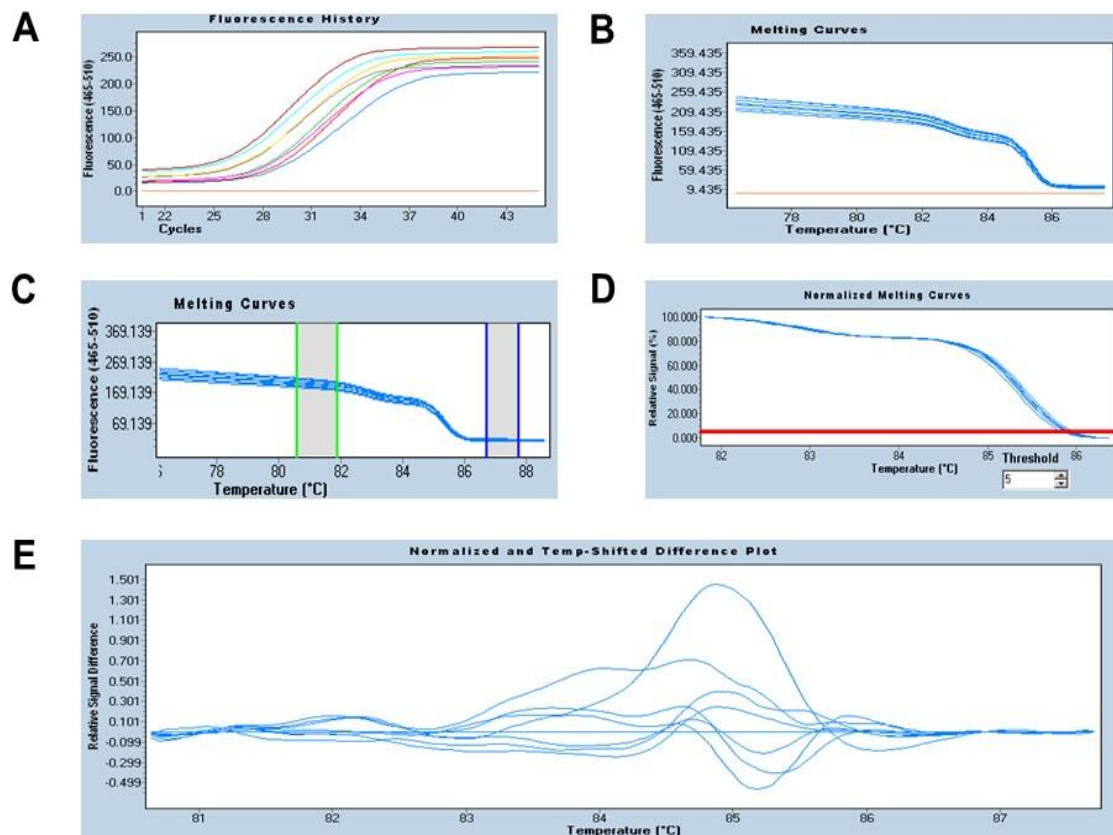 A
Fluorescence History
Fluorescence (465-510)
250.0
200.0
150.0
100.0
50.0
0.0
1 22 25 28 31 34 37 40 43
Cycles
B
Melting Curves
Fluorescence (465-510)
359.435
309.435
259.435
209.435
159.435
109.435
59.435
9.435
78 80 82 84 86
Temperature (°C)
C
Melting Curves
Fluorescence (465-510)
369.139
269.139
169.139
69.139
78 80 82 84 86 88
Temperature (°C)
D
Normalized Melting Curves
Relative Signal (%)
100.000
80.000
60.000
40.000
20.000
0.000
82 83 84 85 86
Temperature (°C)
Threshold
5
E
Normalized and Temp-Shifted Difference Plot
Relative Signal Difference
1.501
1.301
1.101
0.901
0.701
0.501
0.301
0.101
-0.099
-0.299
-0.499
81 82 83 84 85 86 87
Temperature (°C)